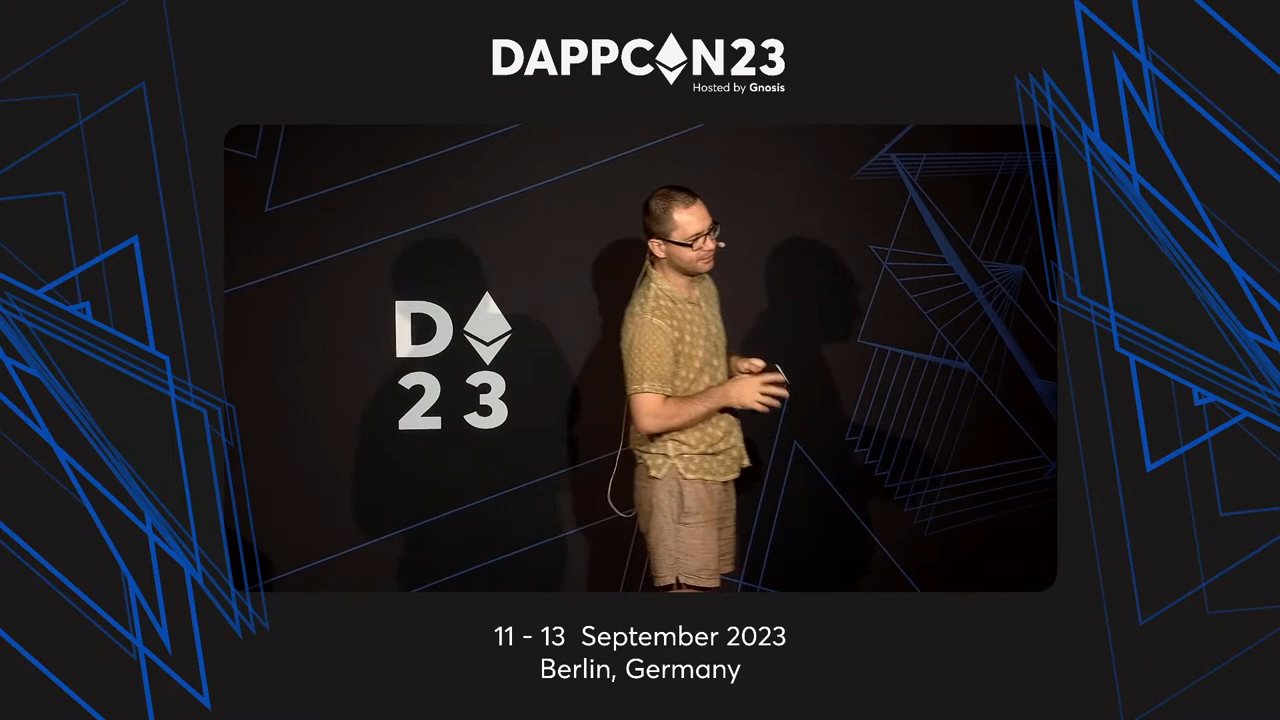 DAPPCON23
Hosted by Gnosis
D
23
11 - 13 September 2023
Berlin, Germany